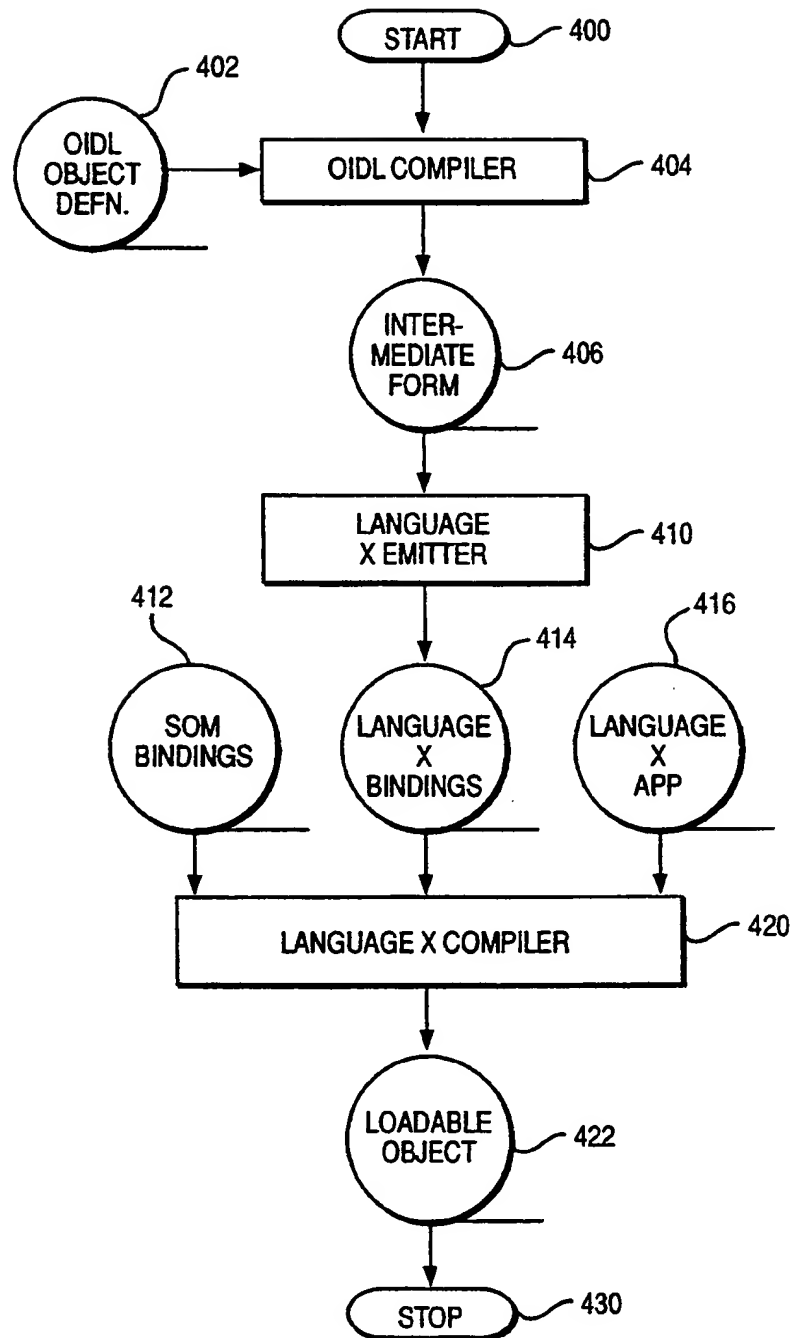 START
400
402
OIDL
OBJECT
DEFN.
OIDL COMPILER
404
INTER-
MEDIATE
FORM
406
LANGUAGE
X EMITTER
410
412
414
416
SOM
BINDINGS
LANGUAGE
X
BINDINGS
LANGUAGE
X
APP
LANGUAGE X COMPILER
420
LOADABLE
OBJECT
422
STOP
430